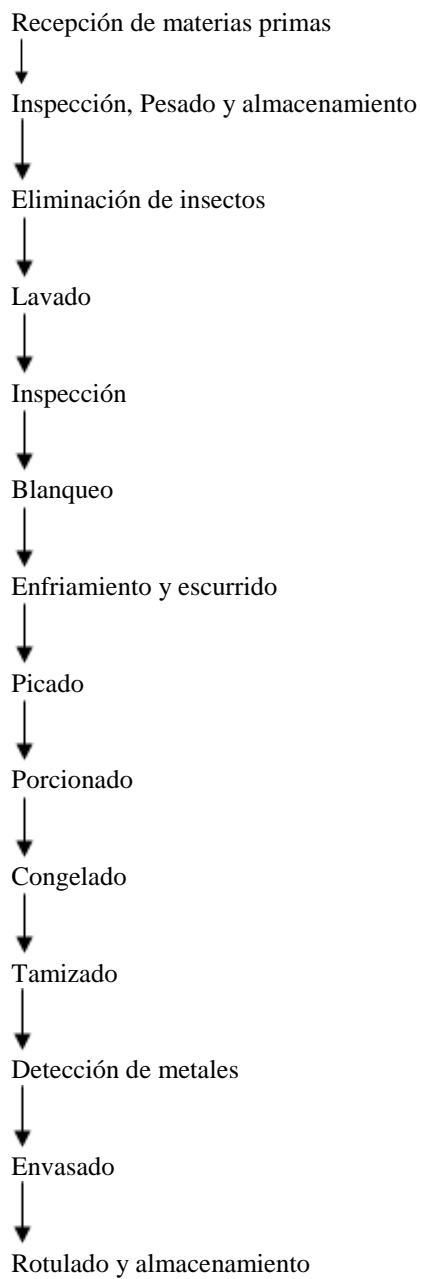 Recepción de materias primas
Inspección, Pesado y almacenamiento
Eliminación de insectos
Lavado
Inspección
Blanqueo
Enfriamiento y escurrido
Picado
Porcionado
Congelado
Tamizado
Detección de metales
Envasado
Rotulado y almacenamiento